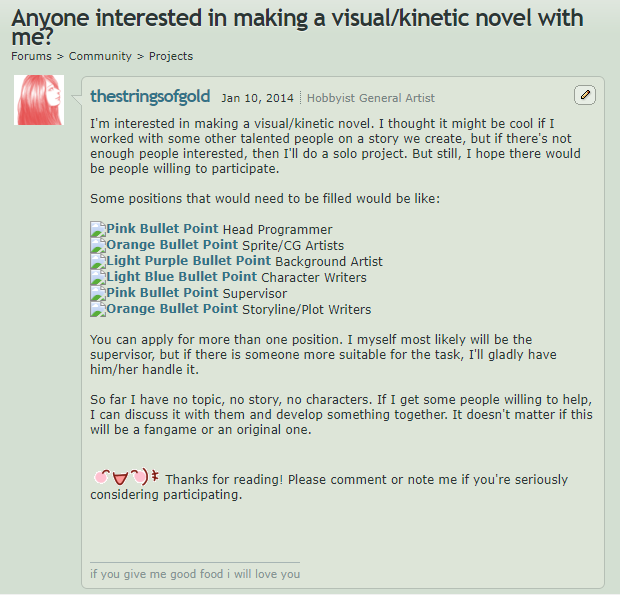 Anyone interested in making a visual/kinetic novel with
me?
Forums > Community > Projects
thestringsofgold Jan 10, 2014 Hobbyist General Artist
I'm interested in making a visual/kinetic novel. I thought it might be cool if I
worked with some other talented people on a story we create, but if there's not
enough people interested, then I'll do a solo project. But still, I hope there would
be people willing to participate.
Some positions that would need to be filled would be like:
Pink Bullet Point Head Programmer
Orange Bullet Point Sprite/CG Artists
Light Purple Bullet Point Background Artist
Light Blue Bullet Point Character Writers
Pink Bullet Point Supervisor
Orange Bullet Point Storyline/Plot Writers
You can apply for more than one position. I myself most likely will be the
supervisor, but if there is someone more suitable for the task, I'll gladly have
him/her handle it.
So far I have no topic, no story, no characters. If I get some people willing to help,
I can discuss it with them and develop something together. It doesn't matter if this
will be a fangame or an original one.
Thanks for reading! Please comment or note me if you're seriously
considering participating.
if you give me good food i will love you